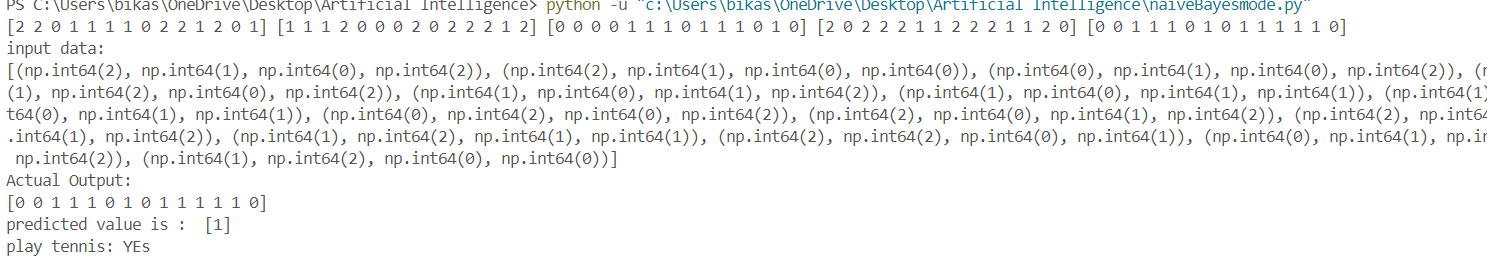 PS C:\Users\bikas\OneDrive\Desktop\Artificial Intelligence> python -u "c:\Users\bikas\OneDrive\Desktop\Artificial Intelligence\naiveBayesmode.py"
[2 2 0 1 1 1 1 0 2 2 1 2 0 1] [1 1 1 2 0 0 0 2 0 2 2 2 1 2] [0 0 0 0 1 1 1 0 1 1 1 0 1 0] [2 0 2 2 2 1 1 2 2 2 1 1 2 0] [0 0 1 1 1 0 1 0 1 1 1 1 1 0]
input data:
[(np.int64(2), np.int64(1), np.int64(0), np.int64(2)), (np.int64(2), np.int64(1), np.int64(0), np.int64(0)), (np.int64(0), np.int64(1), np.int64(0), np.int64(2)), (
(1), np.int64(2), np.int64(0), np.int64(2)), (np.int64(1), np.int64(0), np.int64(1), np.int64(2)), (np.int64(1), np.int64(0), np.int64(1), np.int64(1)), (np.int64(1)
t64(0), np.int64(1), np.int64(1)), (np.int64(0), np.int64(2), np.int64(0), np.int64(2)), (np.int64(2), np.int64(0), np.int64(1), np.int64(2)), (np.int64(2), np.int64
.int64(1), np.int64(2)), (np.int64(1), np.int64(2), np.int64(1), np.int64(1)), (np.int64(2), np.int64(2), np.int64(0), np.int64(1)), (np.int64(0), np.int64(1), np.in
np.int64(2)), (np.int64(1), np.int64(2), np.int64(0), np.int64(0))]
Actual Output:
[0 0 1 1 1 0 1 0 1 1 1 1 1 0]
predicted value is :  [1]
play tennis: YEs